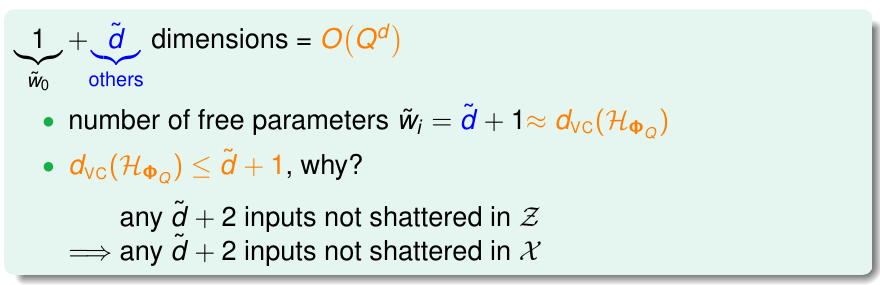 1 + d̃ dimensions = O(Q^d)
w̃₀ others
• number of free parameters w̃ᵢ = d̃ + 1 ≈ d_VC(ℋ_Φ_Q)
• d_VC(ℋ_Φ_Q) ≤ d̃ + 1, why?
any d̃ + 2 inputs not shattered in 𝒵
⟹ any d̃ + 2 inputs not shattered in 𝒳